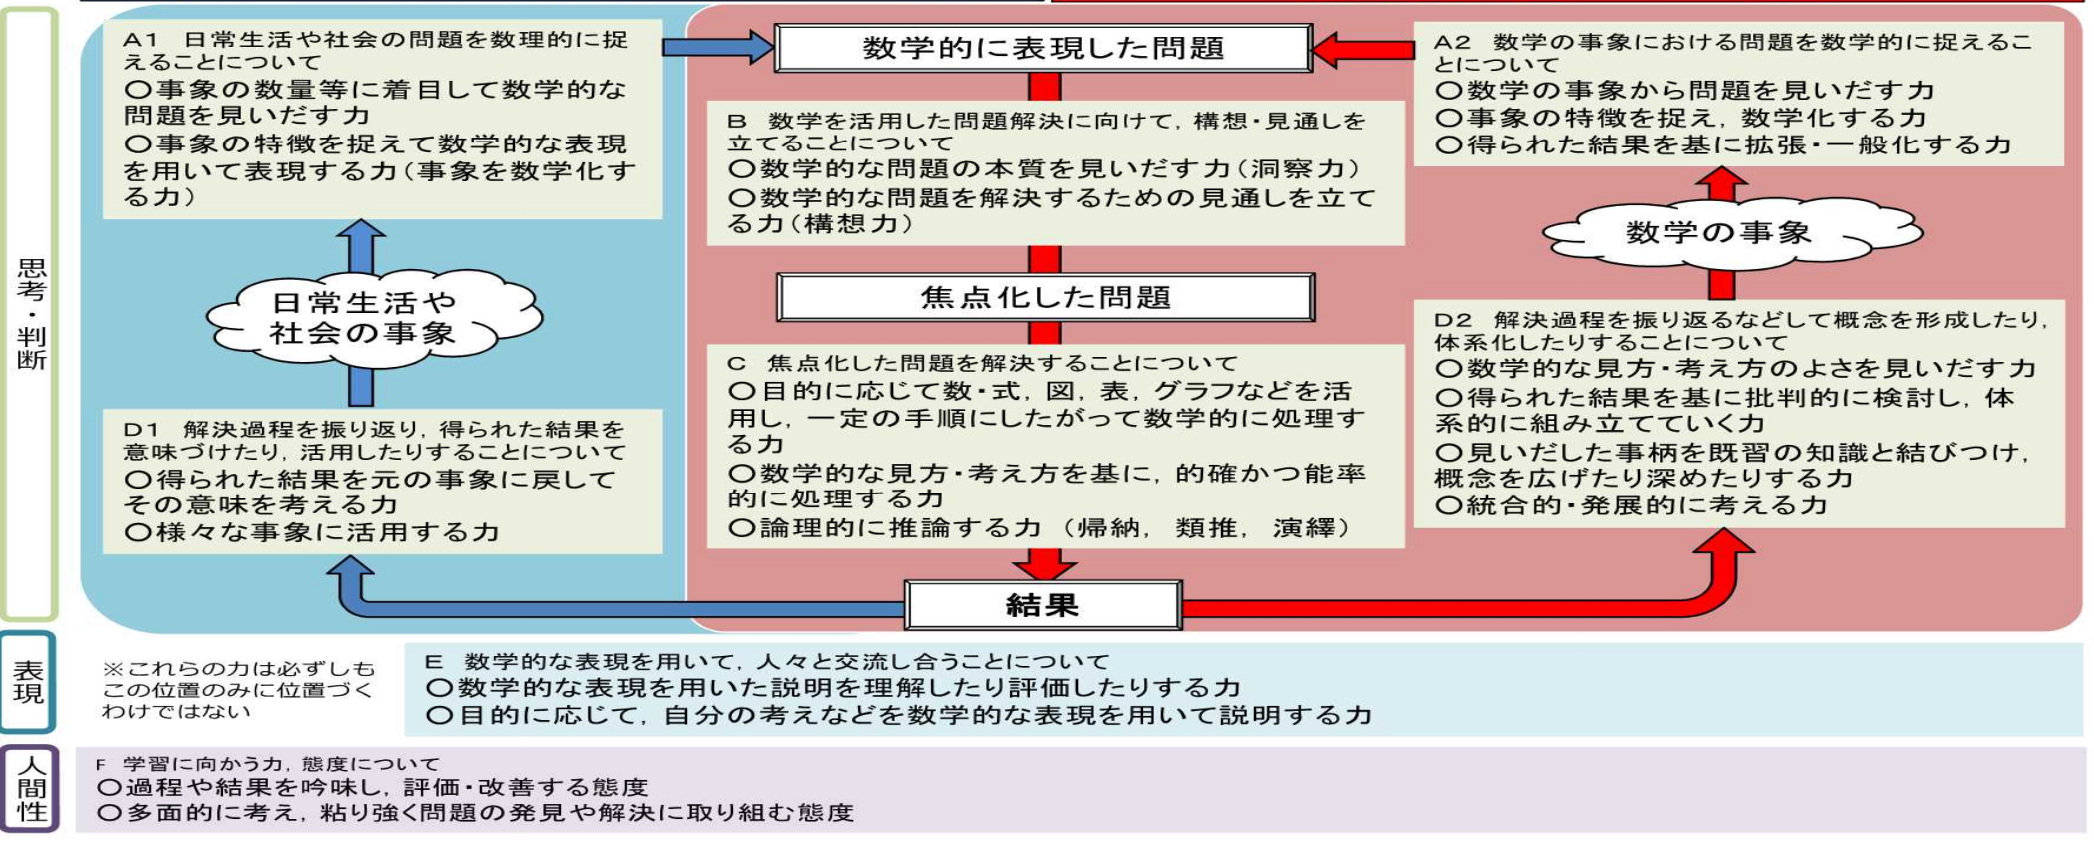 思考・判断
A1　日常生活や社会の問題を数理的に捉
えることについて
○事象の数量等に着目して数学的な
問題を見いだす力
○事象の特徴を捉えて数学的な表現
を用いて表現する力(事象を数学化す
る力)
日常生活や
社会の事象
D1　解決過程を振り返り，得られた結果を
意味づけたり，活用したりすることについて
○得られた結果を元の事象に戻して
その意味を考える力
○様々な事象に活用する力
数学的に表現した問題
B　数学を活用した問題解決に向けて，構想・見通しを
立てることについて
○数学的な問題の本質を見いだす力(洞察力)
○数学的な問題を解決するための見通しを立て
る力(構想力)
焦点化した問題
C　焦点化した問題を解決することについて
○目的に応じて数・式，図，表，グラフなどを活
用し，一定の手順にしたがって数学的に処理す
る力
○数学的な見方・考え方を基に，的確かつ能率
的に処理する力
○論理的に推論する力（帰納，類推，演繹）
結果
A2　数学の事象における問題を数学的に捉えるこ
とについて
○数学の事象から問題を見いだす力
○事象の特徴を捉え，数学化する力
○得られた結果を基に拡張・一般化する力
数学の事象
D2　解決過程を振り返るなどして概念を形成したり，
体系化したりすることについて
○数学的な見方・考え方のよさを見いだす力
○得られた結果を基に批判的に検討し，体
系的に組み立てていく力
○見いだした事柄を既習の知識と結びつけ，
概念を広げたり深めたりする力
○統合的・発展的に考える力
表現
※これらの力は必ずしも
この位置のみに位置づく
わけではない
E　数学的な表現を用いて，人々と交流し合うことについて
○数学的な表現を用いた説明を理解したり評価したりする力
○目的に応じて，自分の考えなどを数学的な表現を用いて説明する力
人間性
F　学習に向かう力，態度について
○過程や結果を吟味し，評価・改善する態度
○多面的に考え，粘り強く問題の発見や解決に取り組む態度